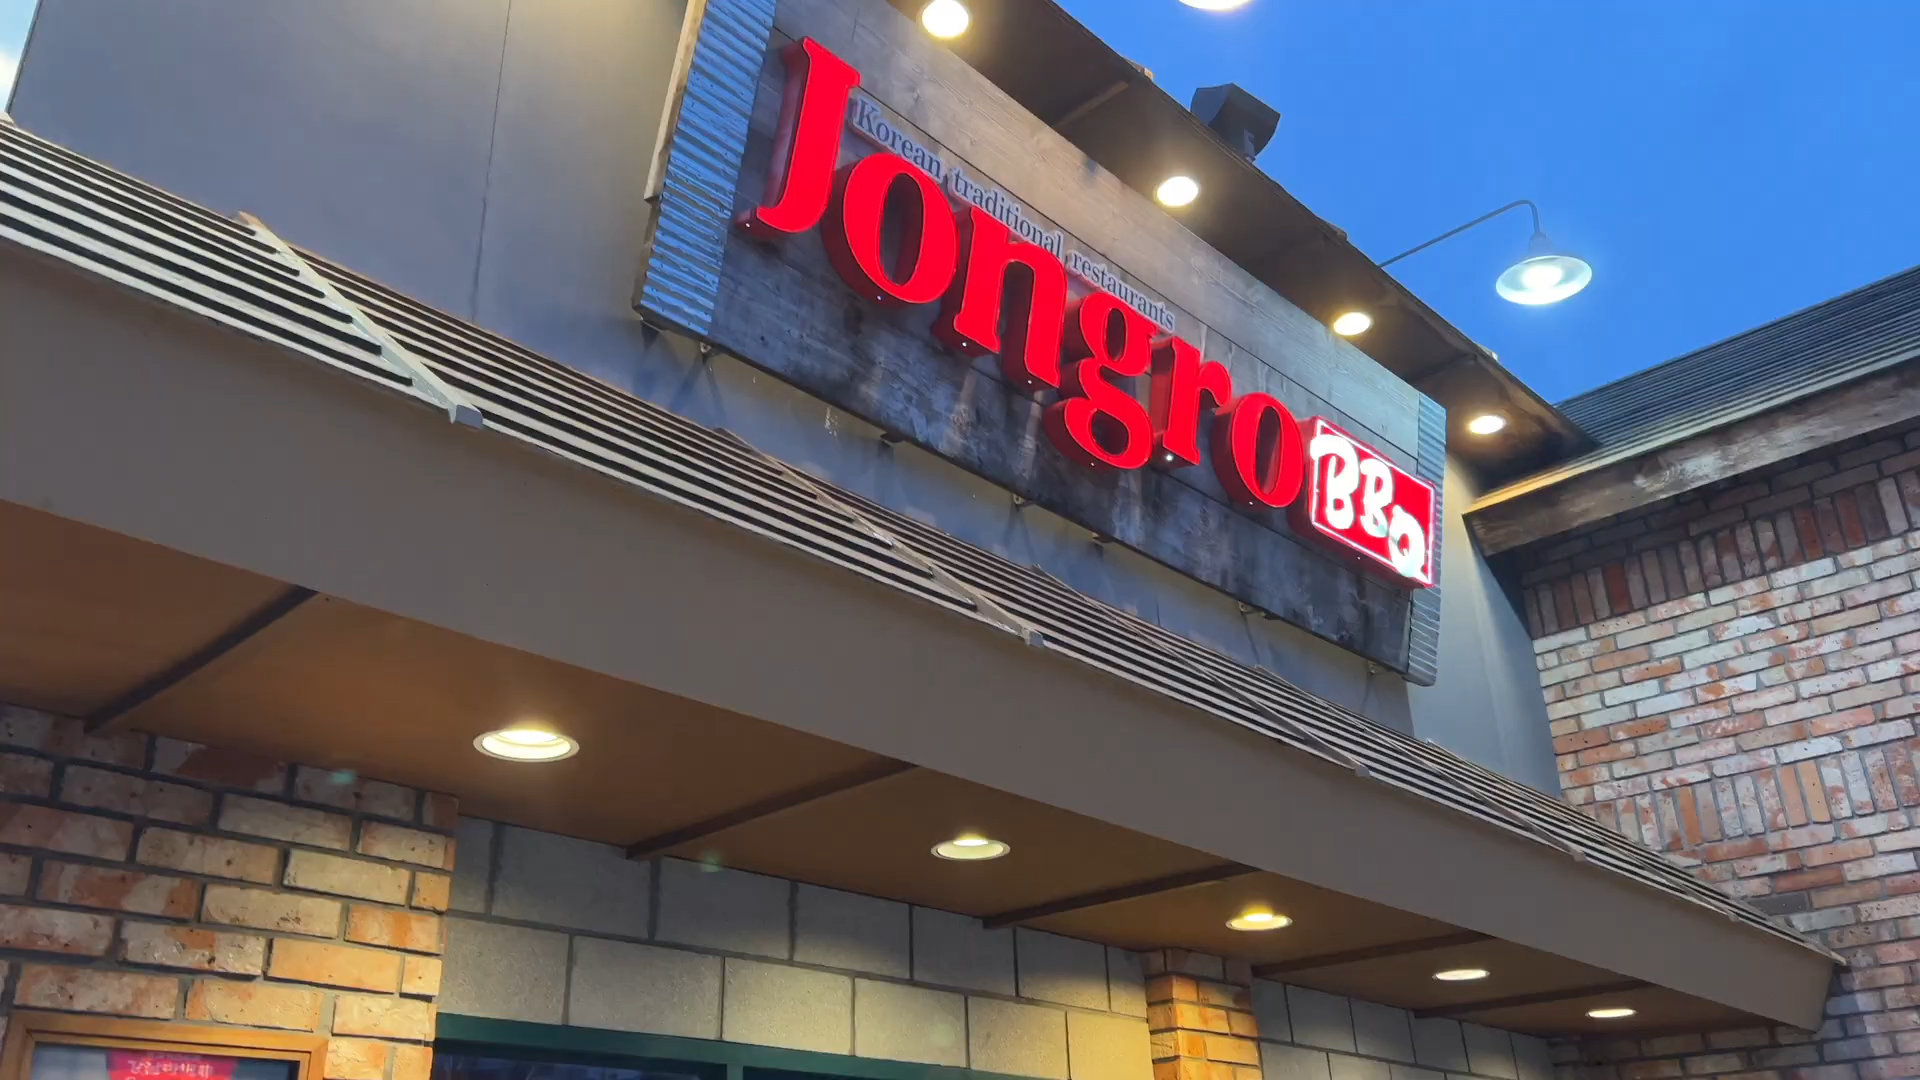 Korean traditional restaurants
Jongro
BBQ